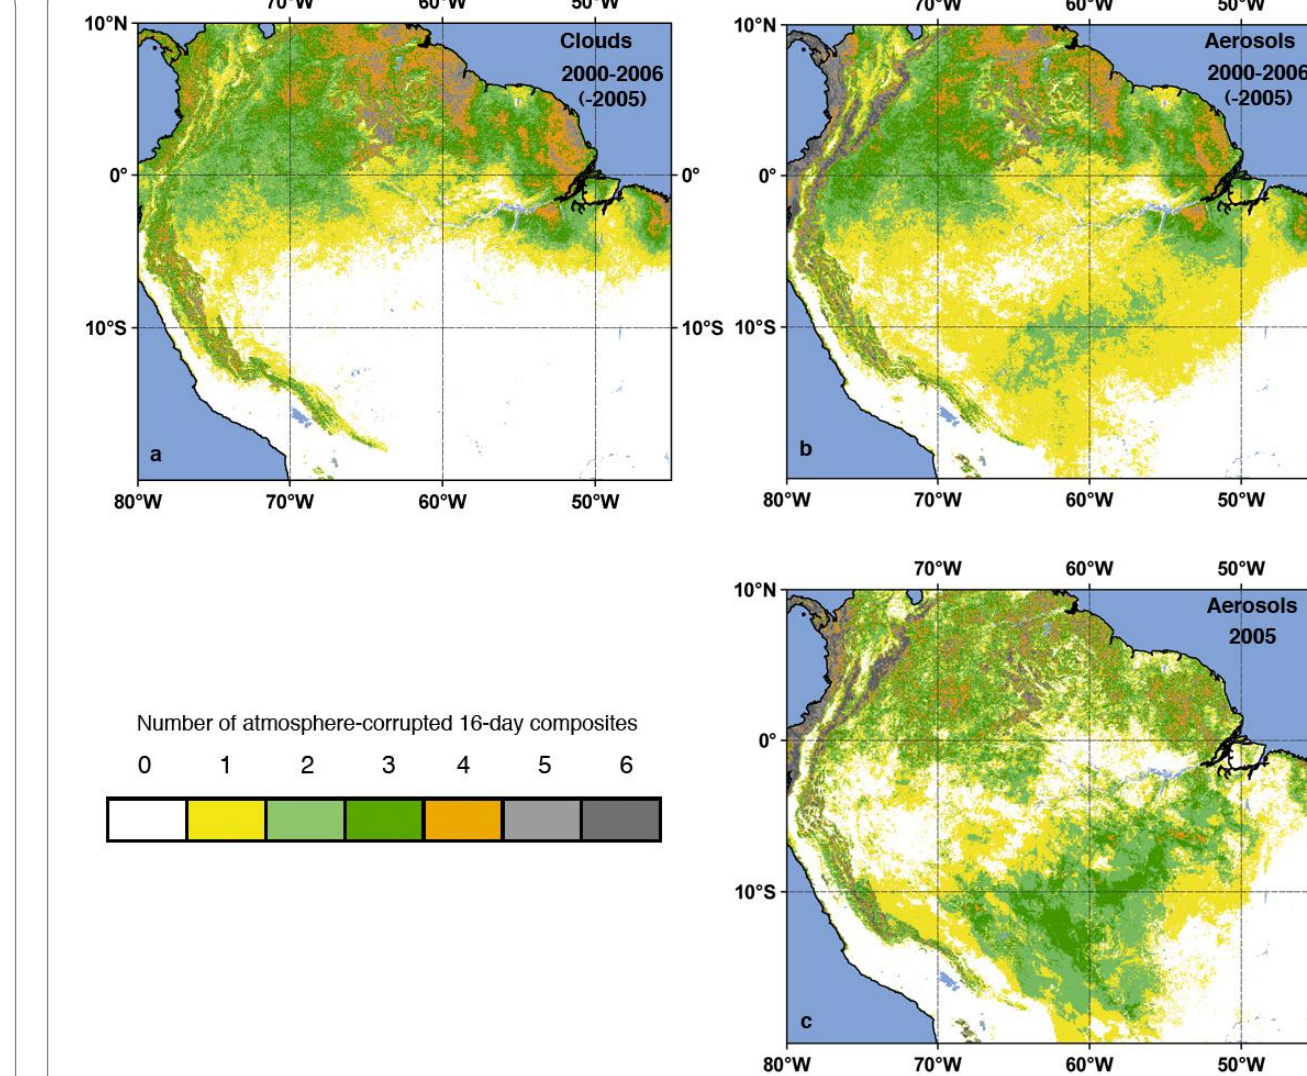 70°W 60°W 50°W
10°N
Clouds
2000-2006
(-2005)
0° 0°
10°S 10°S
a
80°W 70°W 60°W 50°W
70°W 60°W 50°W
10°N
Aerosols
2000-2006
(-2005)
0°
10°S
b
80°W 70°W 60°W 50°W
Number of atmosphere-corrupted 16-day composites
0 1 2 3 4 5 6
70°W 60°W 50°W
10°N
Aerosols
2005
0°
10°S
c
80°W 70°W 60°W 50°W